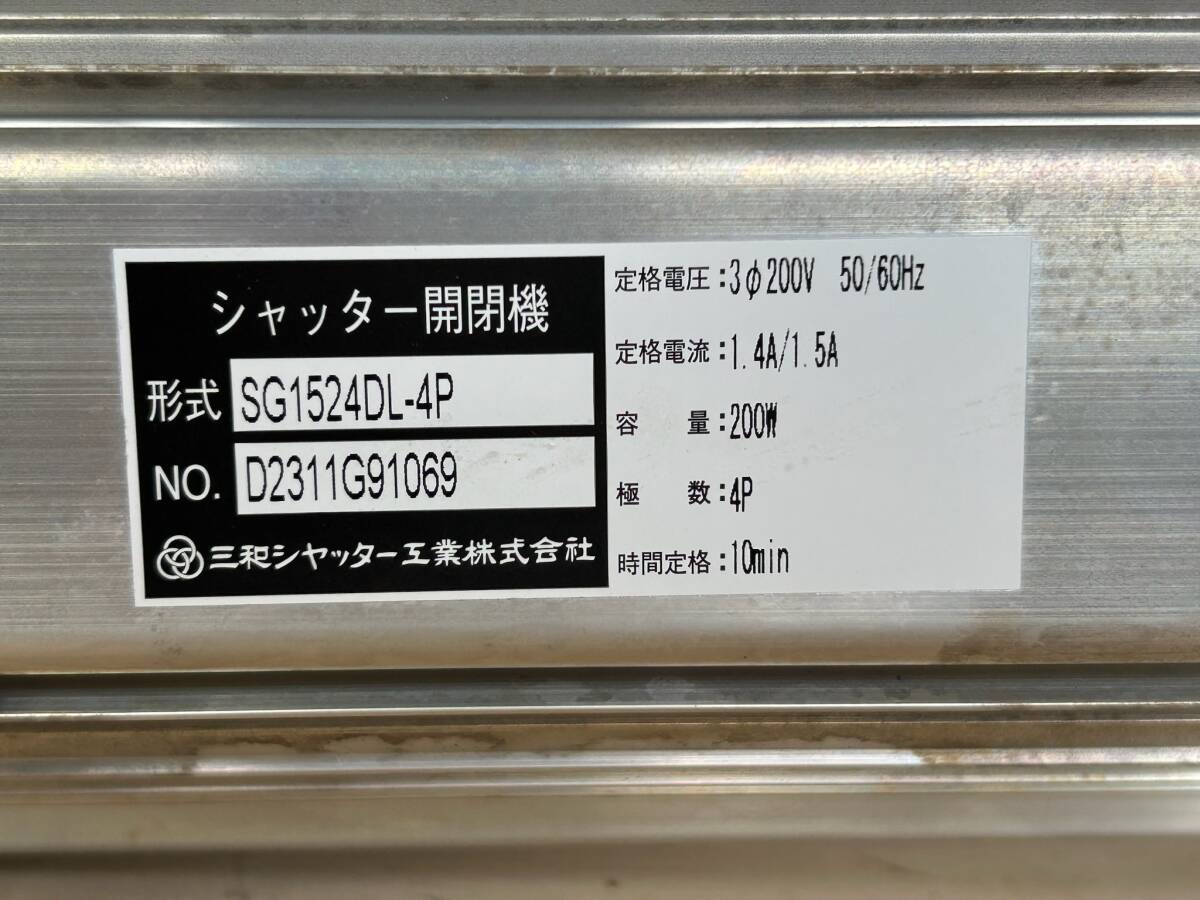 シャッター開閉機
形式 SG1524DL-4P
NO. D2311G91069
三和シヤッター工業株式会社
定格電圧:3φ200V 50/60Hz
定格電流:1.4A/1.5A
容 量:200W
極 数:4P
時間定格:10min